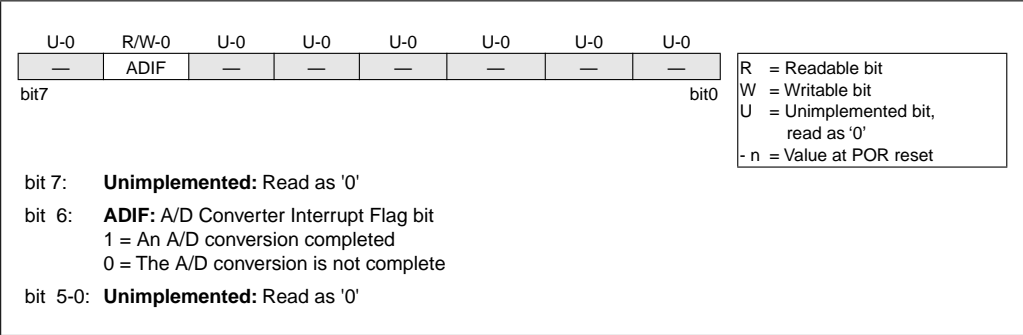 U-0 R/W-0 U-0 U-0 U-0 U-0 U-0 U-0
— ADIF — — — — — —
bit7 bit0
R = Readable bit
W = Writable bit
U = Unimplemented bit,
read as ‘0’
- n = Value at POR reset
bit 7: Unimplemented: Read as '0'
bit 6: ADIF: A/D Converter Interrupt Flag bit
1 = An A/D conversion completed
0 = The A/D conversion is not complete
bit 5-0: Unimplemented: Read as '0'